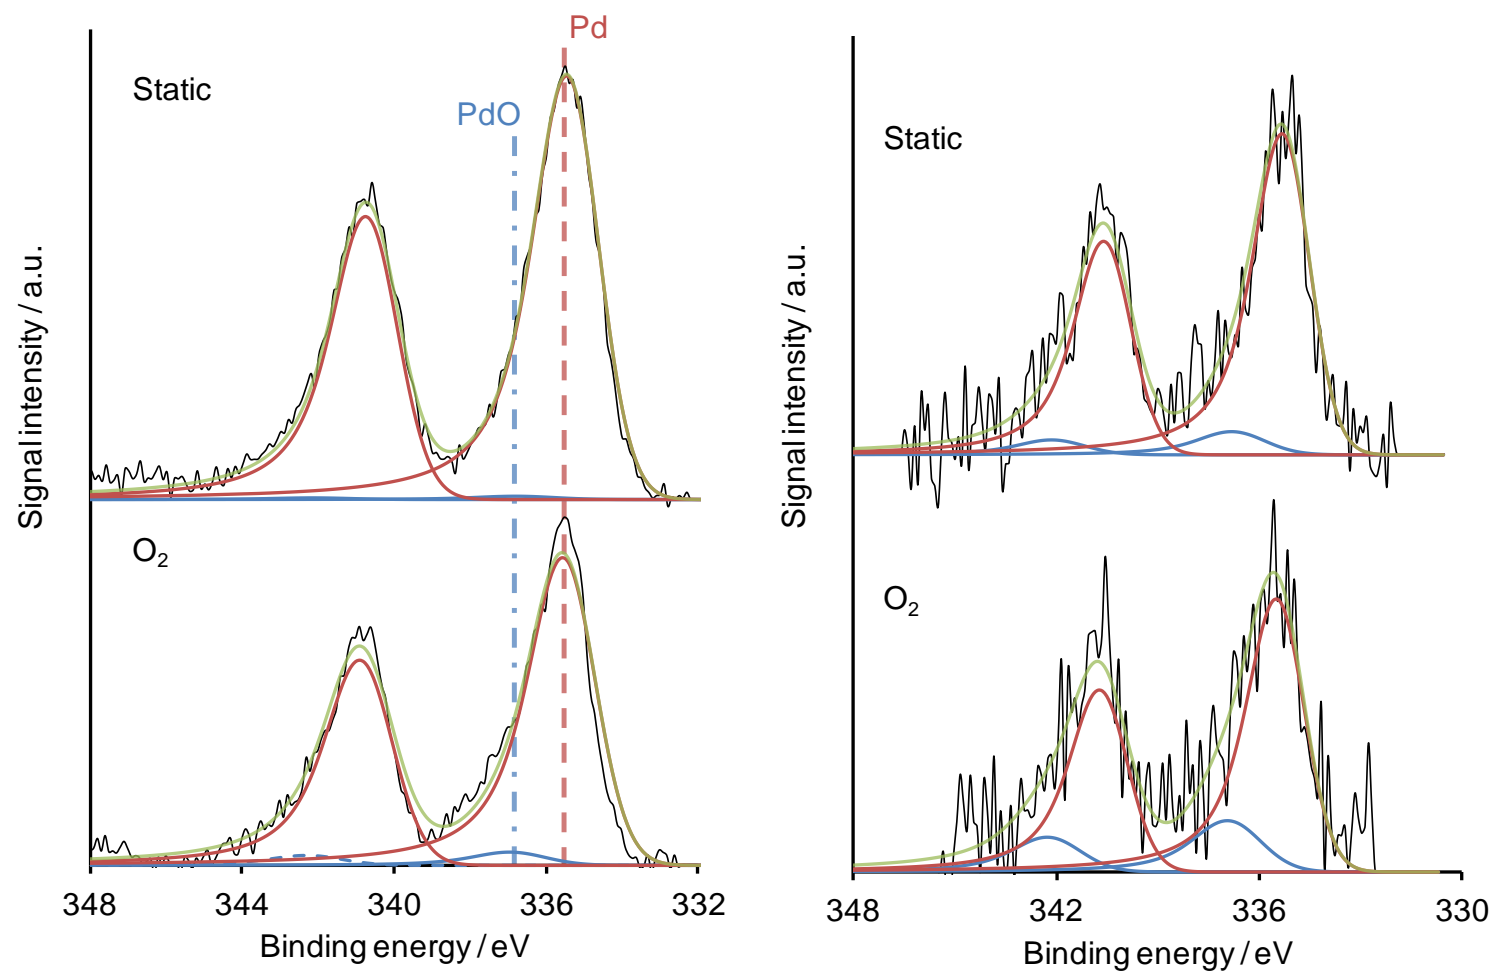 Pd
PdO
Static
Static
O2
O2
Signal intensity / a.u.
Signal intensity / a.u.
348 344 340 336 332
348 342 336 330
Binding energy / eV
Binding energy / eV